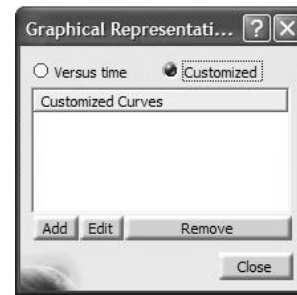 Graphical Representati...
Versus time Customized
Customized Curves
Add Edit Remove
Close